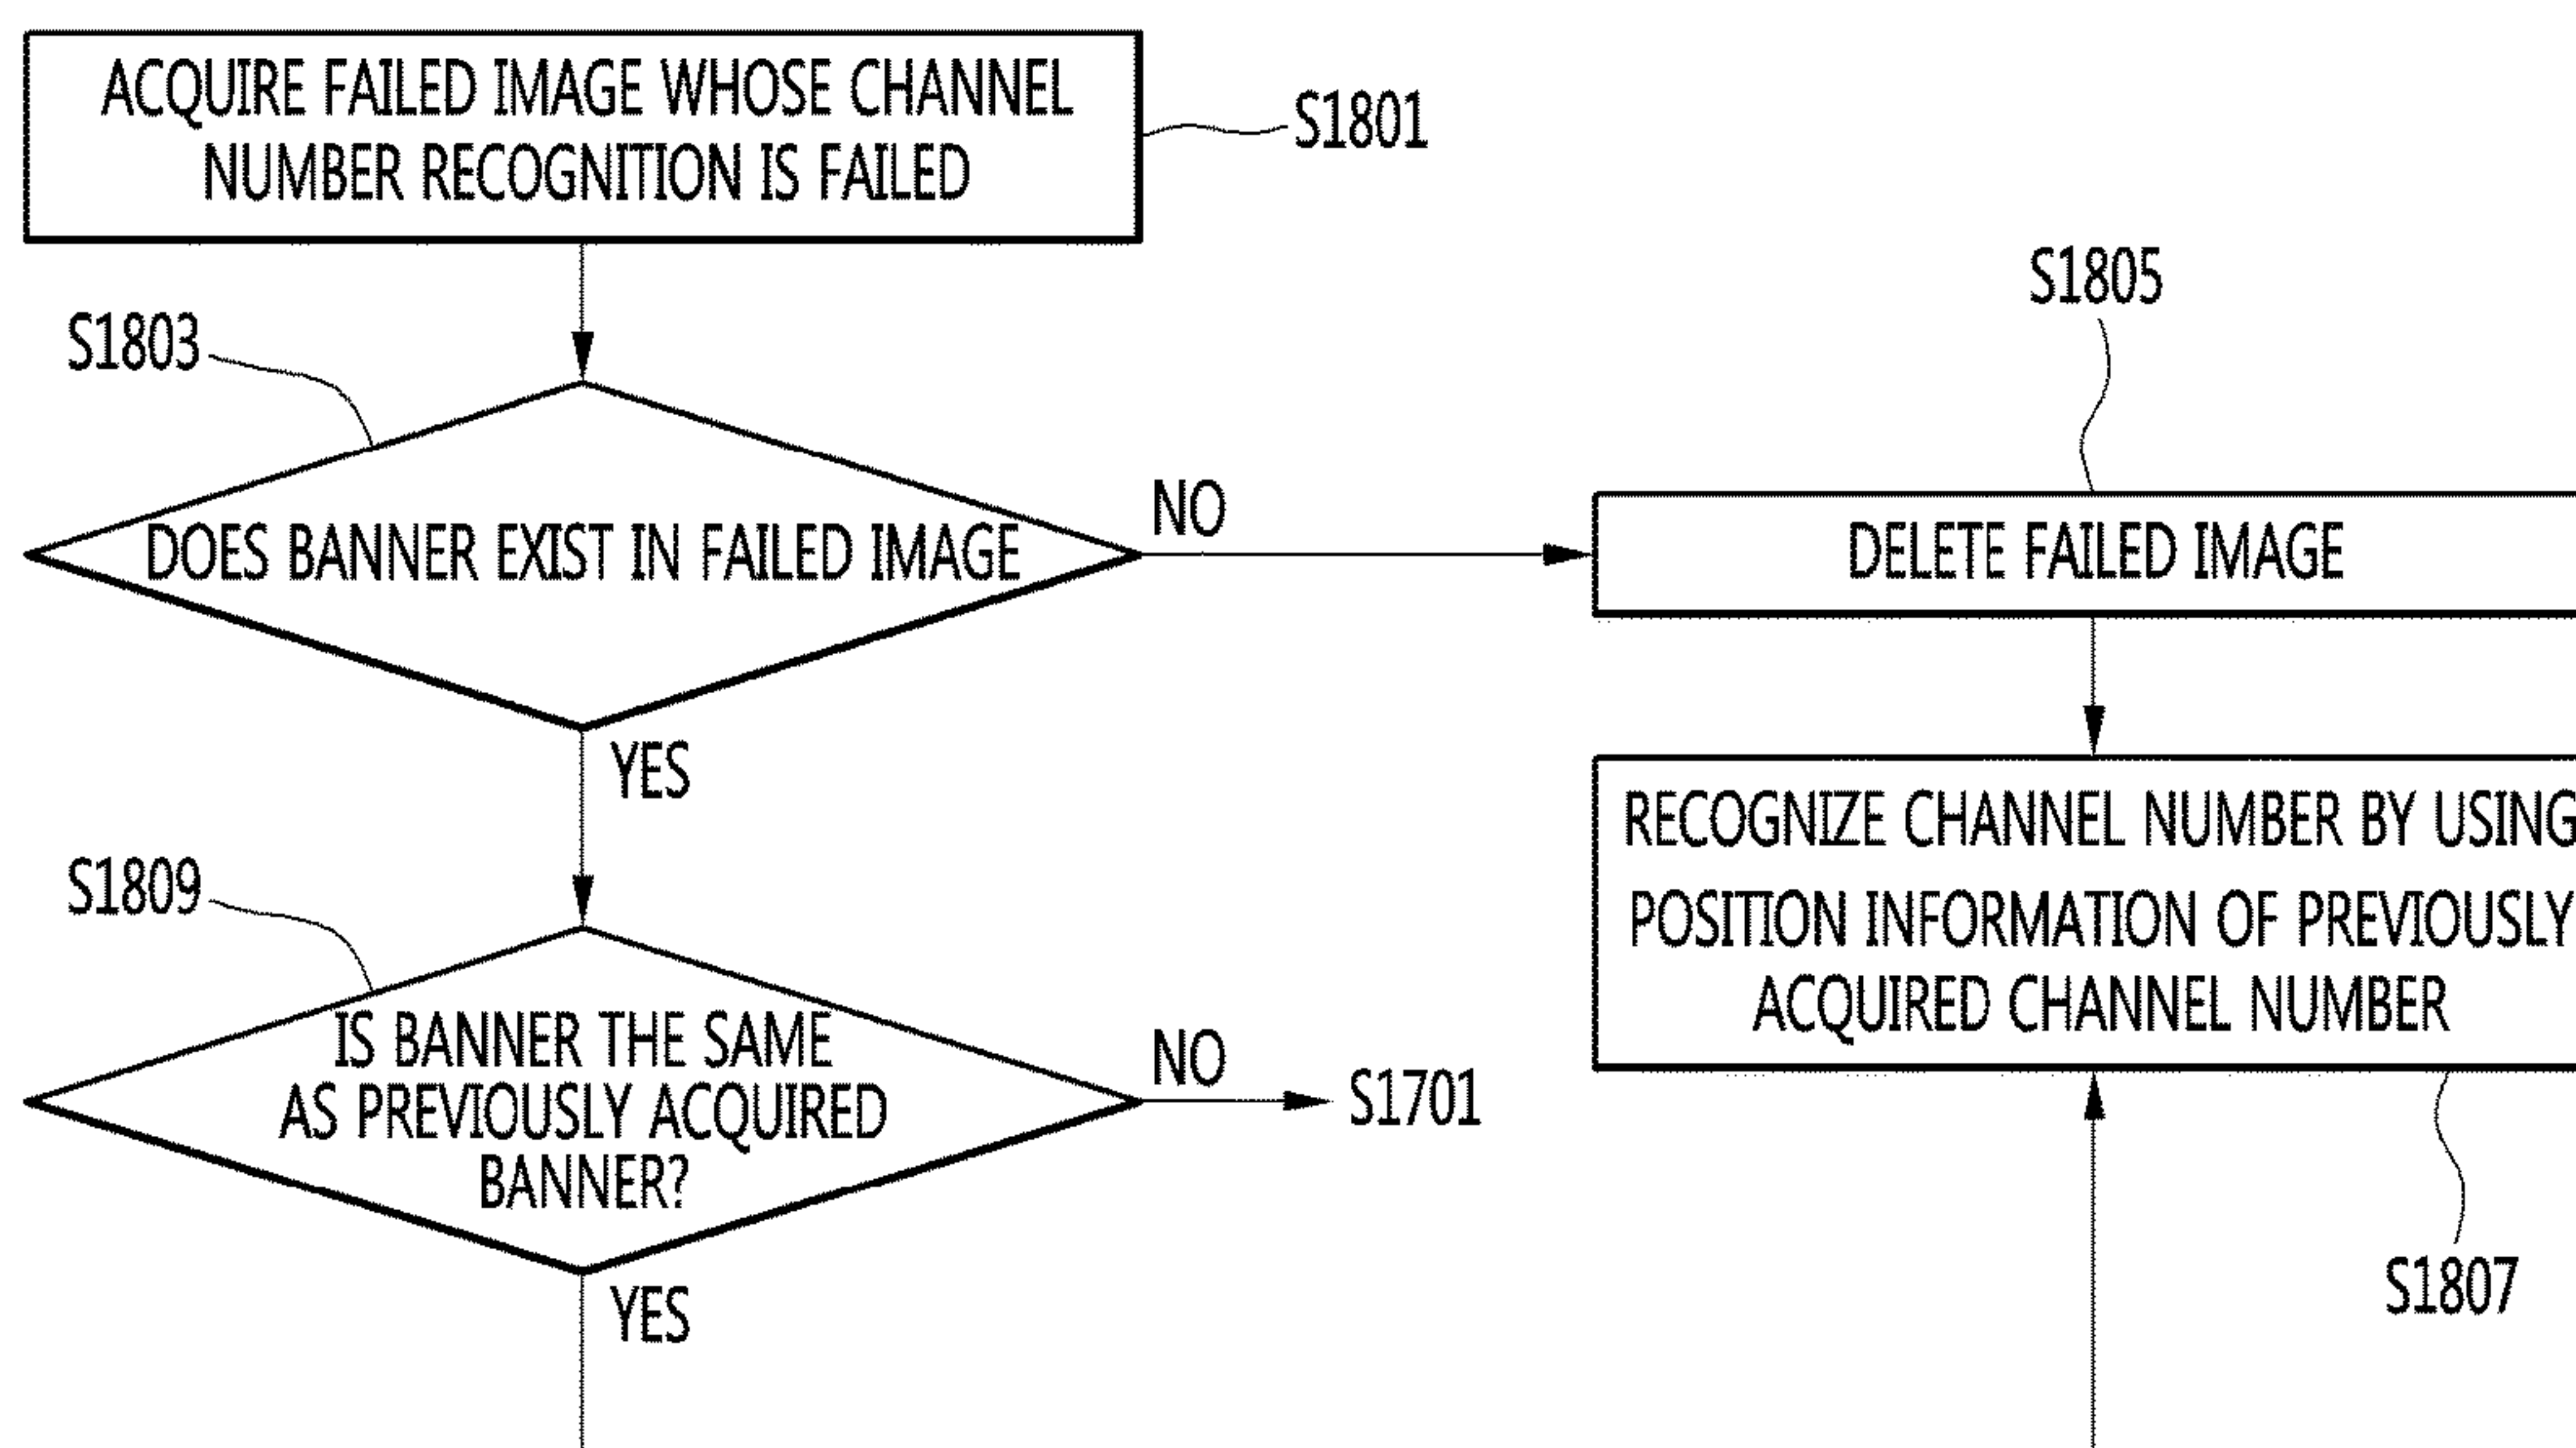 ACQUIRE FAILED IMAGE WHOSE CHANNEL
NUMBER RECOGNITION IS FAILED
S1801
S1803
DOES BANNER EXIST IN FAILED IMAGE
NO
YES
S1805
DELETE FAILED IMAGE
RECOGNIZE CHANNEL NUMBER BY USING
POSITION INFORMATION OF PREVIOUSLY
ACQUIRED CHANNEL NUMBER
S1807
S1809
IS BANNER THE SAME
AS PREVIOUSLY ACQUIRED
BANNER?
NO
S1701
YES